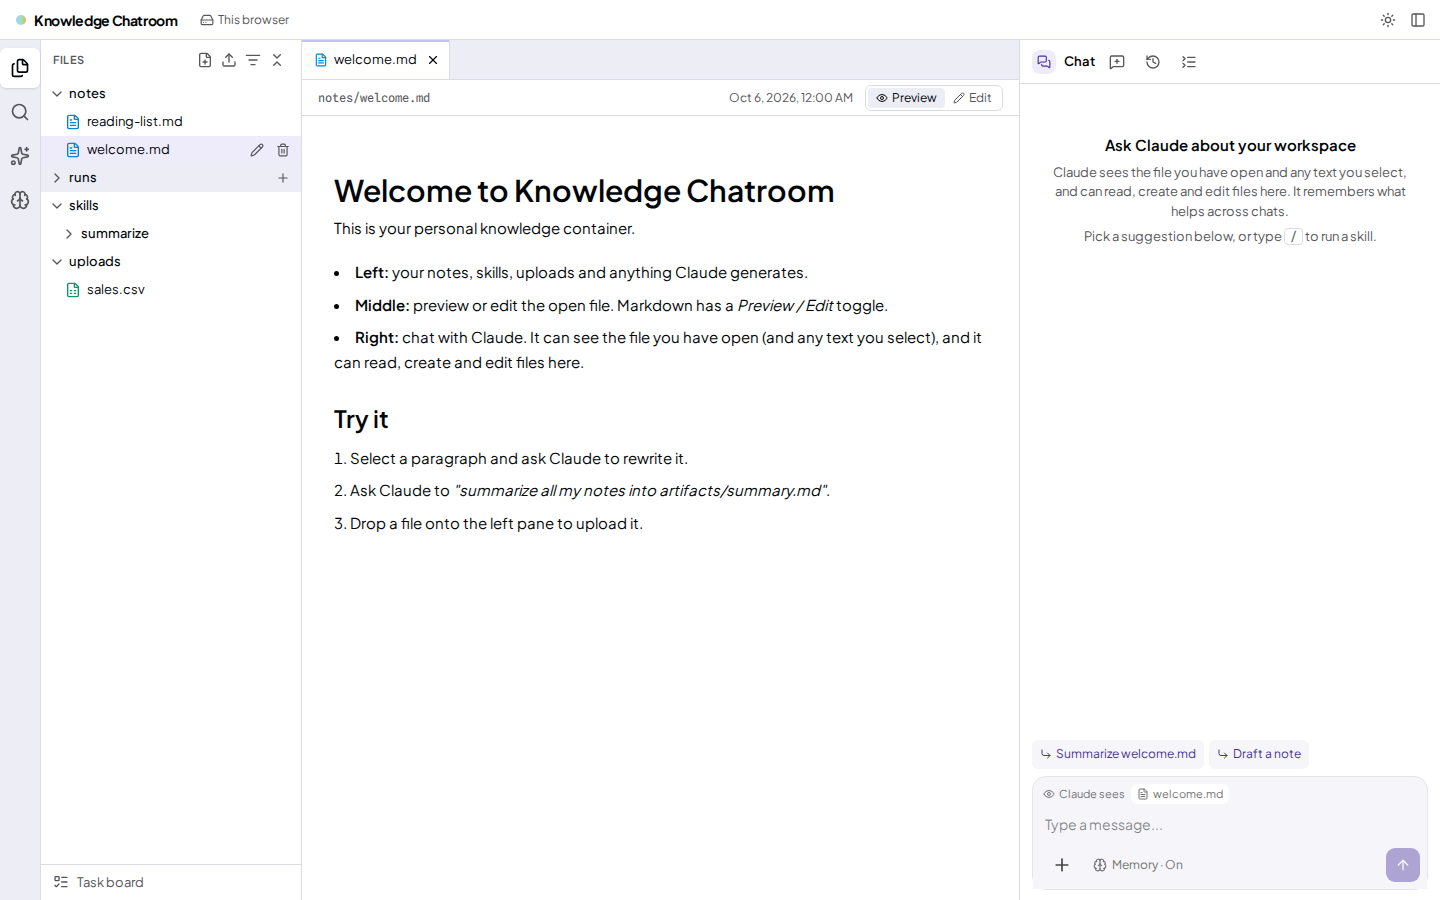 Knowledge Chatroom This browser
FILES
notes
reading-list.md
welcome.md
runs
skills
summarize
uploads
sales.csv
Task board
welcome.md
notes/welcome.md Oct 6, 2026, 12:00 AM Preview Edit
Welcome to Knowledge Chatroom
This is your personal knowledge container.
• Left: your notes, skills, uploads and anything Claude generates.
• Middle: preview or edit the open file. Markdown has a Preview / Edit toggle.
• Right: chat with Claude. It can see the file you have open (and any text you select), and it
can read, create and edit files here.
Try it
1. Select a paragraph and ask Claude to rewrite it.
2. Ask Claude to "summarize all my notes into artifacts/summary.md".
3. Drop a file onto the left pane to upload it.
Chat
Ask Claude about your workspace
Claude sees the file you have open and any text you select,
and can read, create and edit files here. It remembers what
helps across chats.
Pick a suggestion below, or type / to run a skill.
Summarize welcome.md Draft a note
Claude sees welcome.md
Type a message...
Memory · On